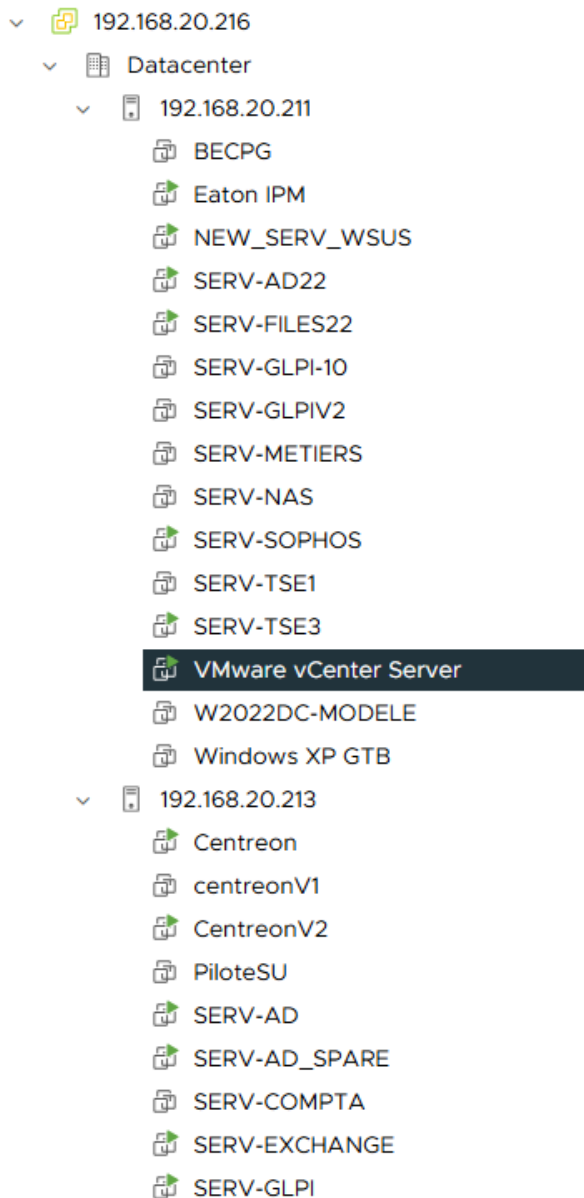 192.168.20.216
Datacenter
192.168.20.211
BECPG
Eaton IPM
NEW_SERV_WSUS
SERV-AD22
SERV-FILES22
SERV-GLPI-10
SERV-GLPIV2
SERV-METIERS
SERV-NAS
SERV-SOPHOS
SERV-TSE1
SERV-TSE3
VMware vCenter Server
W2022DC-MODELE
Windows XP GTB
192.168.20.213
Centreon
centreonV1
CentreonV2
PiloteSU
SERV-AD
SERV-AD_SPARE
SERV-COMPTA
SERV-EXCHANGE
SERV-GLPI